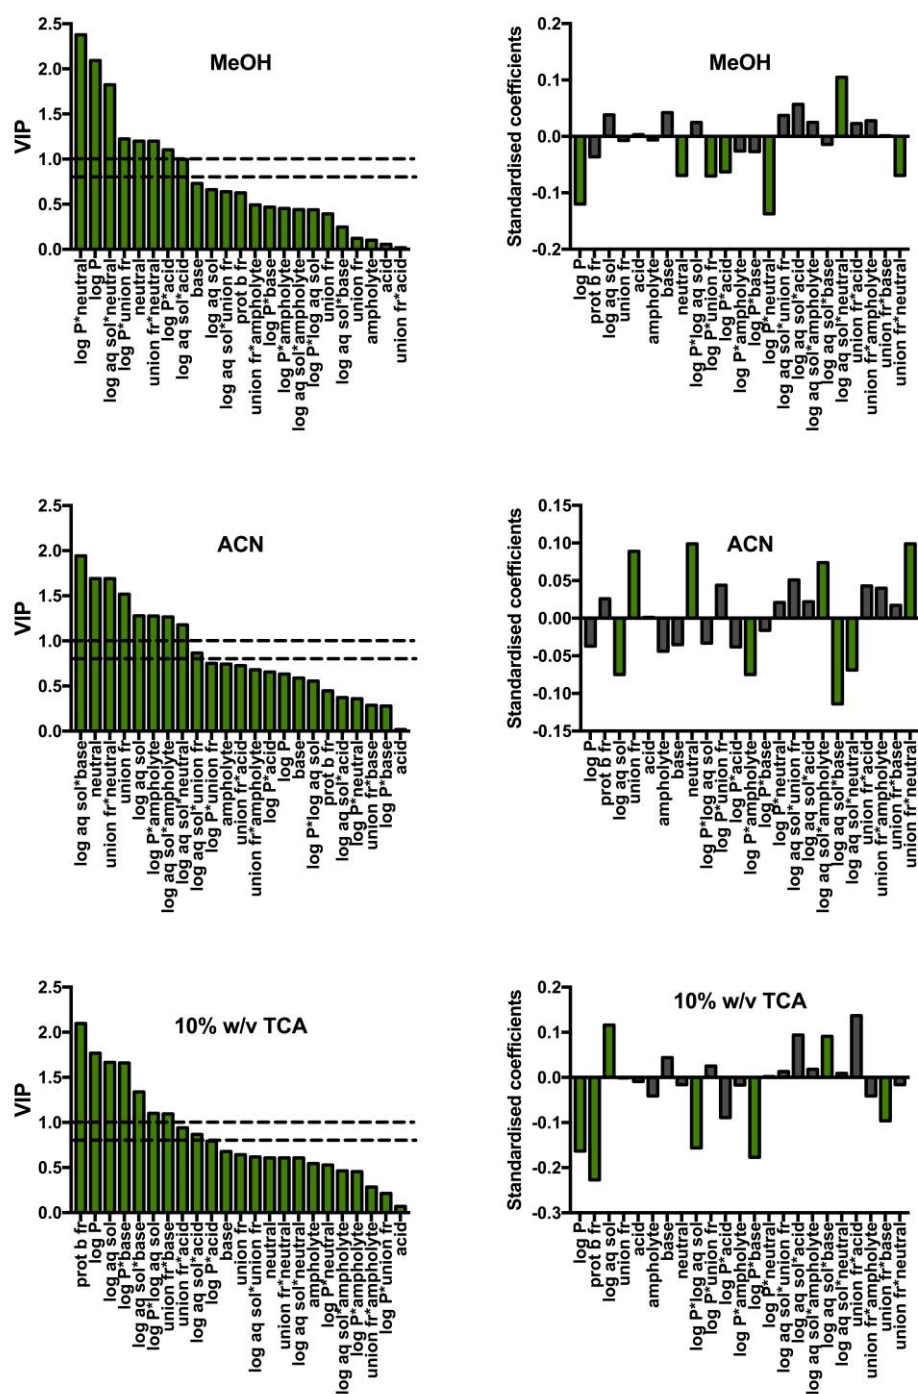 MeOH
VIP
2.5
2.0
1.5
1.0
0.5
0.0
log P*neutral
log P
log aq sol*neutral
log P*union fr
neutral
union fr*neutral
log P*acid
log aq sol*acid
base
log aq sol
log aq sol*union fr
prot b fr
union fr*ampholyte
log P*base
log P*ampholyte
log aq sol*ampholyte
log P*log aq sol
union fr
log aq sol*base
union fr
ampholyte
acid
union fr*acid
MeOH
Standardised coefficients
0.2
0.1
0.0
-0.1
-0.2
log P
prot b fr
log aq sol
union fr
acid
ampholyte
base
neutral
log P*log aq sol
log P*union fr
log P*acid
log P*ampholyte
log P*base
log P*neutral
log aq sol*union fr
log aq sol*acid
log aq sol*ampholyte
log aq sol*base
log aq sol*neutral
union fr*acid
union fr*ampholyte
union fr*base
union fr*neutral
ACN
VIP
2.5
2.0
1.5
1.0
0.5
0.0
log aq sol*base
neutral
union fr*neutral
union fr
log aq sol
log P*ampholyte
log aq sol*ampholyte
log aq sol*neutral
log aq sol*union fr
log P*union fr
ampholyte
union fr*acid
union fr*ampholyte
log P*acid
log P
base
log P*log aq sol
prot b fr
log aq sol*acid
log P*neutral
union fr*base
log P*base
acid
ACN
Standardised coefficients
0.15
0.10
0.05
0.00
-0.05
-0.10
-0.15
log P
prot b fr
log aq sol
union fr
acid
ampholyte
base
neutral
log P*log aq sol
log P*union fr
log P*acid
log P*ampholyte
log P*base
log P*neutral
log aq sol*union fr
log aq sol*acid
log aq sol*ampholyte
log aq sol*base
log aq sol*neutral
union fr*acid
union fr*ampholyte
union fr*base
union fr*neutral
10% w/v TCA
VIP
2.5
2.0
1.5
1.0
0.5
0.0
prot b fr
log P
log aq sol
log P*base
log aq sol*base
log P*log aq sol
union fr*base
union fr*acid
log aq sol*acid
log P*acid
base
union fr
log aq sol*union fr
neutral
union fr*neutral
log aq sol*neutral
ampholyte
log P*neutral
log aq sol*ampholyte
log P*ampholyte
union fr*ampholyte
log P*union fr
acid
10% w/v TCA
Standardised coefficients
0.2
0.1
0.0
-0.1
-0.2
-0.3
log P
prot b fr
log aq sol
union fr
acid
ampholyte
base
neutral
log P*log aq sol
log P*union fr
log P*acid
log P*ampholyte
log P*base
log P*neutral
log aq sol*union fr
log aq sol*acid
log aq sol*ampholyte
log aq sol*base
log aq sol*neutral
union fr*acid
union fr*ampholyte
union fr*base
union fr*neutral